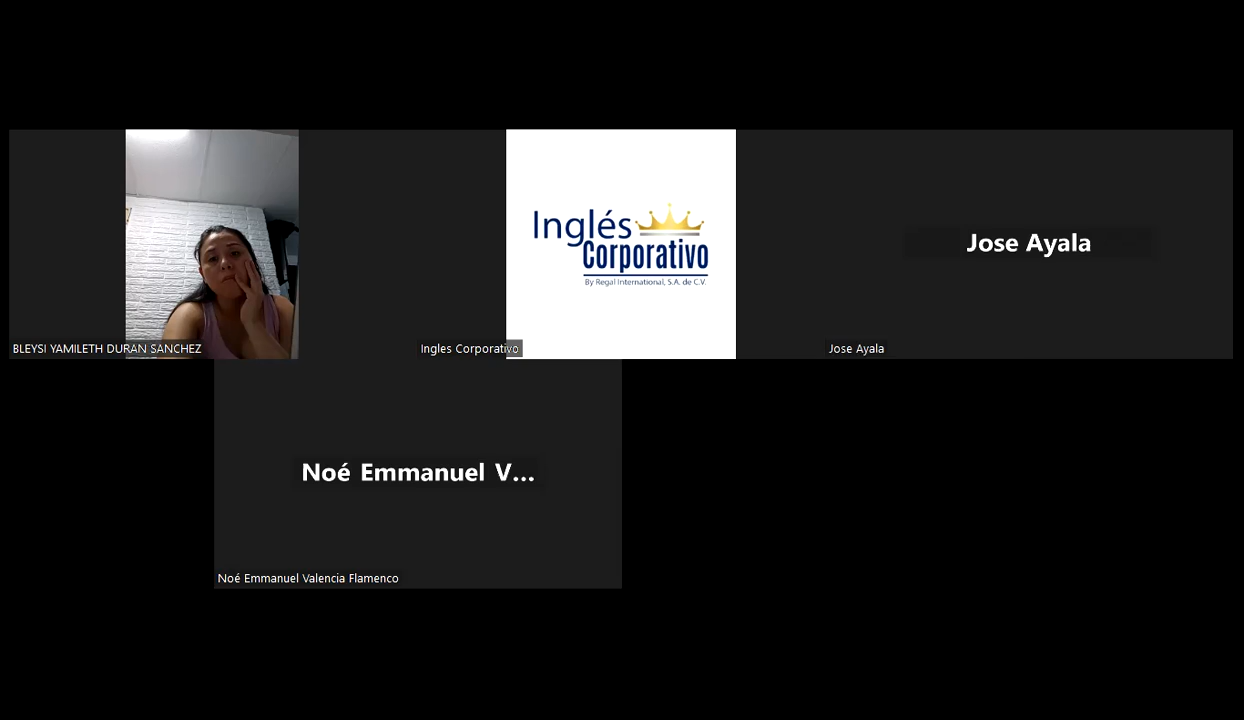 Inglés
Corporativo
By Regal International, S.A. de C.V.
Jose Ayala
BLEYSI YAMILETH DURAN SANCHEZ
Ingles Corporativo
Jose Ayala
Noé Emmanuel V...
Noé Emmanuel Valencia Flamenco